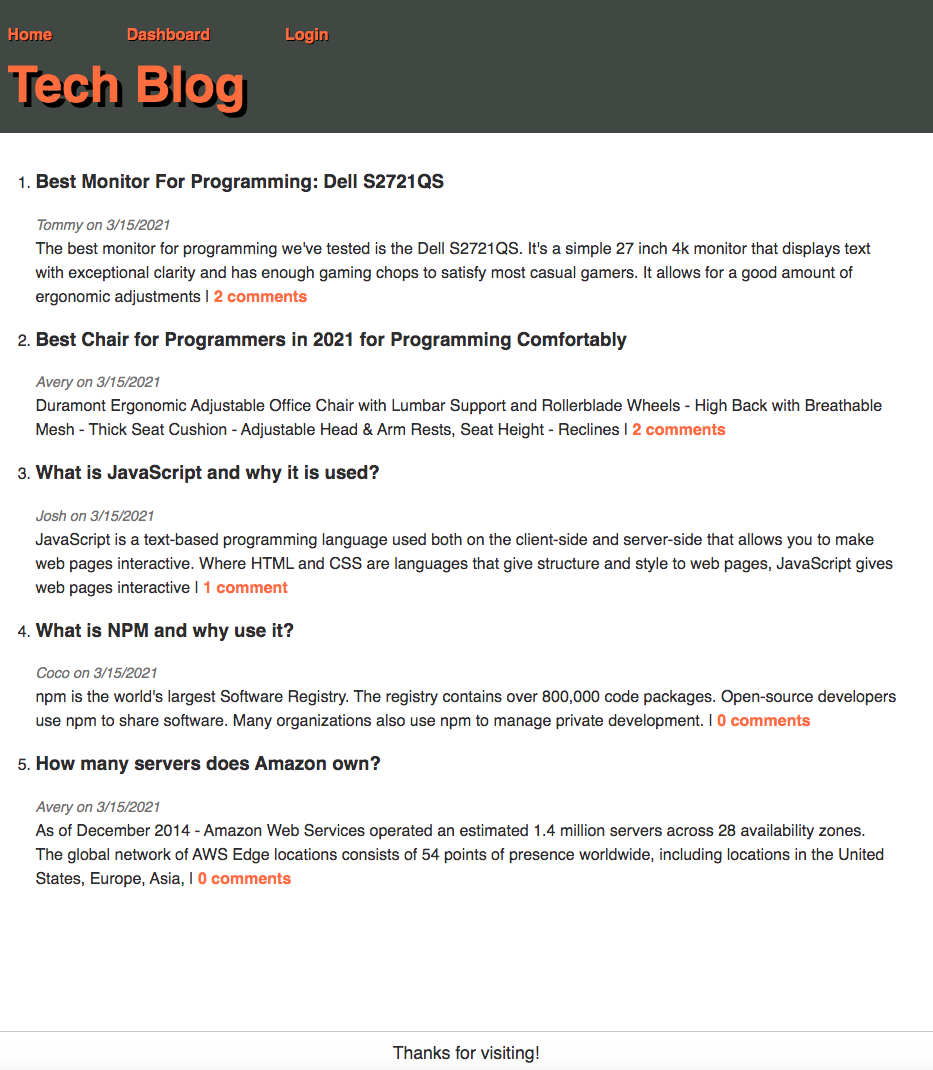 Home Dashboard Login
Tech Blog
1. Best Monitor For Programming: Dell S2721QS
Tommy on 3/15/2021
The best monitor for programming we've tested is the Dell S2721QS. It's a simple 27 inch 4k monitor that displays text
with exceptional clarity and has enough gaming chops to satisfy most casual gamers. It allows for a good amount of
ergonomic adjustments | 2 comments
2. Best Chair for Programmers in 2021 for Programming Comfortably
Avery on 3/15/2021
Duramont Ergonomic Adjustable Office Chair with Lumbar Support and Rollerblade Wheels - High Back with Breathable
Mesh - Thick Seat Cushion - Adjustable Head & Arm Rests, Seat Height - Reclines | 2 comments
3. What is JavaScript and why it is used?
Josh on 3/15/2021
JavaScript is a text-based programming language used both on the client-side and server-side that allows you to make
web pages interactive. Where HTML and CSS are languages that give structure and style to web pages, JavaScript gives
web pages interactive | 1 comment
4. What is NPM and why use it?
Coco on 3/15/2021
npm is the world's largest Software Registry. The registry contains over 800,000 code packages. Open-source developers
use npm to share software. Many organizations also use npm to manage private development. | 0 comments
5. How many servers does Amazon own?
Avery on 3/15/2021
As of December 2014 - Amazon Web Services operated an estimated 1.4 million servers across 28 availability zones.
The global network of AWS Edge locations consists of 54 points of presence worldwide, including locations in the United
States, Europe, Asia, | 0 comments
Thanks for visiting!